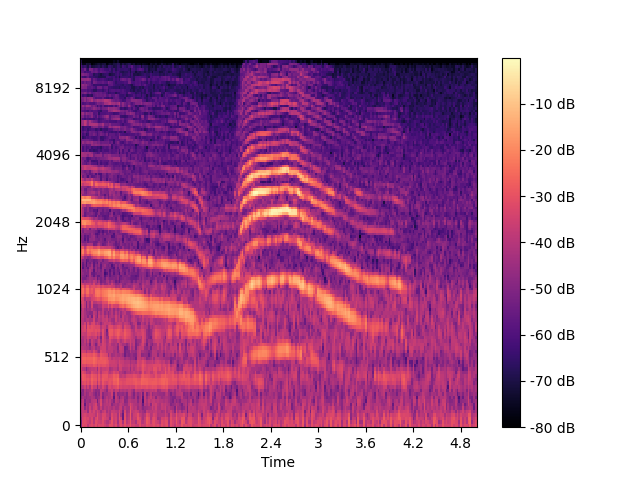 8192
4096
2048
1024
512
0
Hz
0 0.6 1.2 1.8 2.4 3 3.6 4.2 4.8
Time
-10 dB
-20 dB
-30 dB
-40 dB
-50 dB
-60 dB
-70 dB
-80 dB